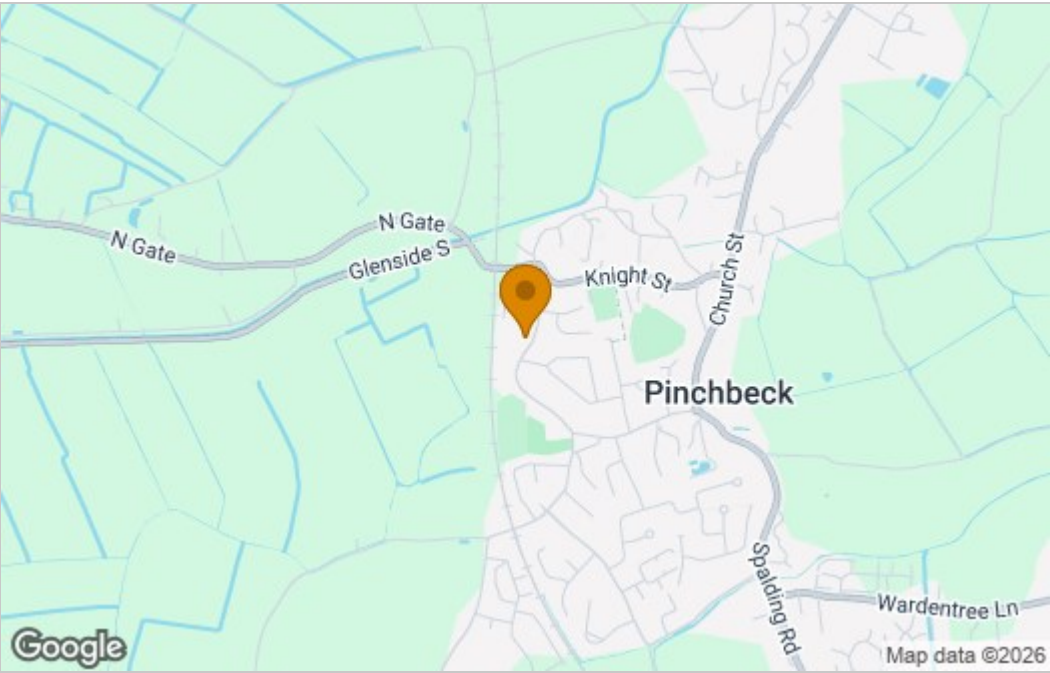 N Gate
N Gate
Glenside S
Knight St
Church St
Pinchbeck
Spalding Rd
Wardentree Ln
Google
Map data ©2026